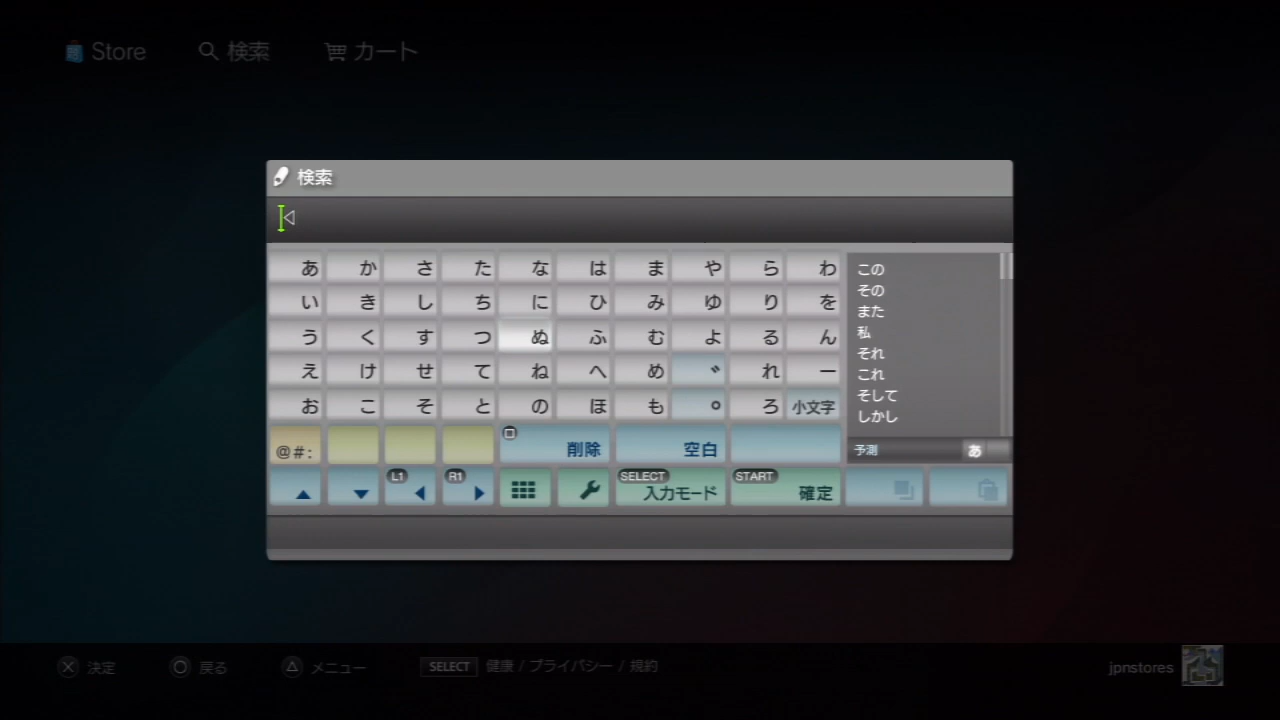 Store 検索 カート
検索
あ か さ た な は ま や ら わ
い き し ち に ひ み ゆ り を
う く す つ ぬ ふ む よ る ん
え け せ て ね へ め ゛ れ ー
お こ そ と の ほ も ゜ ろ 小文字
@#: 削除 空白
L1 R1 SELECT 入力モード START 確定
この
その
また
私
それ
これ
そして
しかし
予測 あ
決定 戻る メニュー SELECT 健康 / プライバシー / 規約 jpnstores